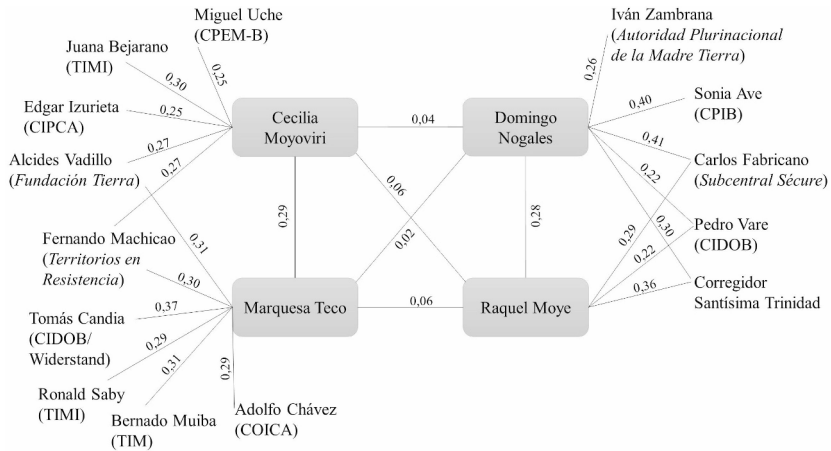 Miguel Uche
(CPEM-B)
Juana Bejarano
(TIMI)
Edgar Izurieta
(CIPCA)
Alcides Vadillo
(Fundación Tierra)
Fernando Machicao
(Territorios en
Resistencia)
Tomás Candia
(CIDOB/
Widerstand)
Ronald Saby
(TIMI)
Bernado Muiba
(TIM)
Adolfo Chávez
(COICA)
0,25
0,30
0,25
0,27
0,27
0,31
0,30
0,37
0,29
0,31
0,29
Cecilia
Moyoviri
0,04
Domingo
Nogales
0,29
0,06
0,02
0,28
Marquesa Teco
0,06
Raquel Moye
0,26
0,40
0,41
0,22
0,30
0,29
0,22
0,36
Iván Zambrana
(Autoridad Plurinacional
de la Madre Tierra)
Sonia Ave
(CPIB)
Carlos Fabricano
(Subcentral Sécure)
Pedro Vare
(CIDOB)
Corregidor
Santísima Trinidad